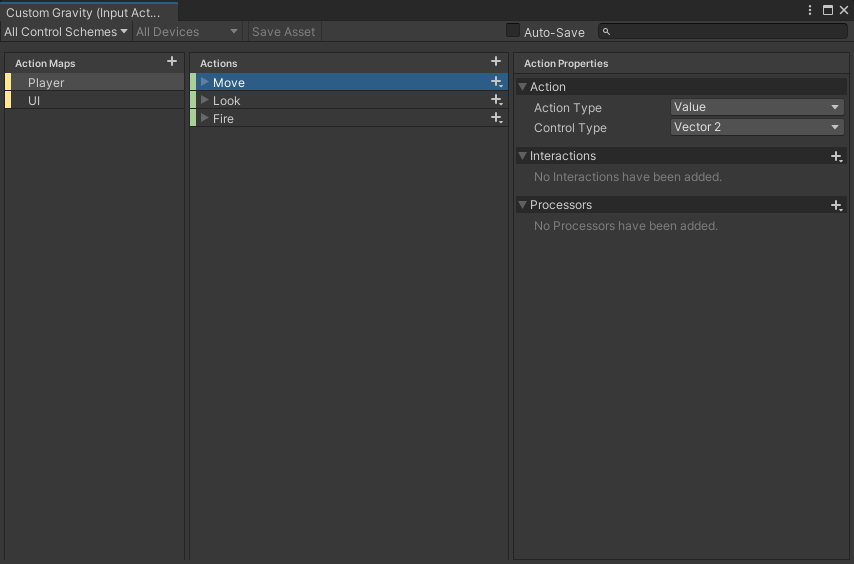 Custom Gravity (Input Act...
All Control Schemes
All Devices
Save Asset
Auto-Save
Action Maps
Player
UI
Actions
Move
Look
Fire
Action Properties
Action
Action Type
Value
Control Type
Vector 2
Interactions
No Interactions have been added.
Processors
No Processors have been added.